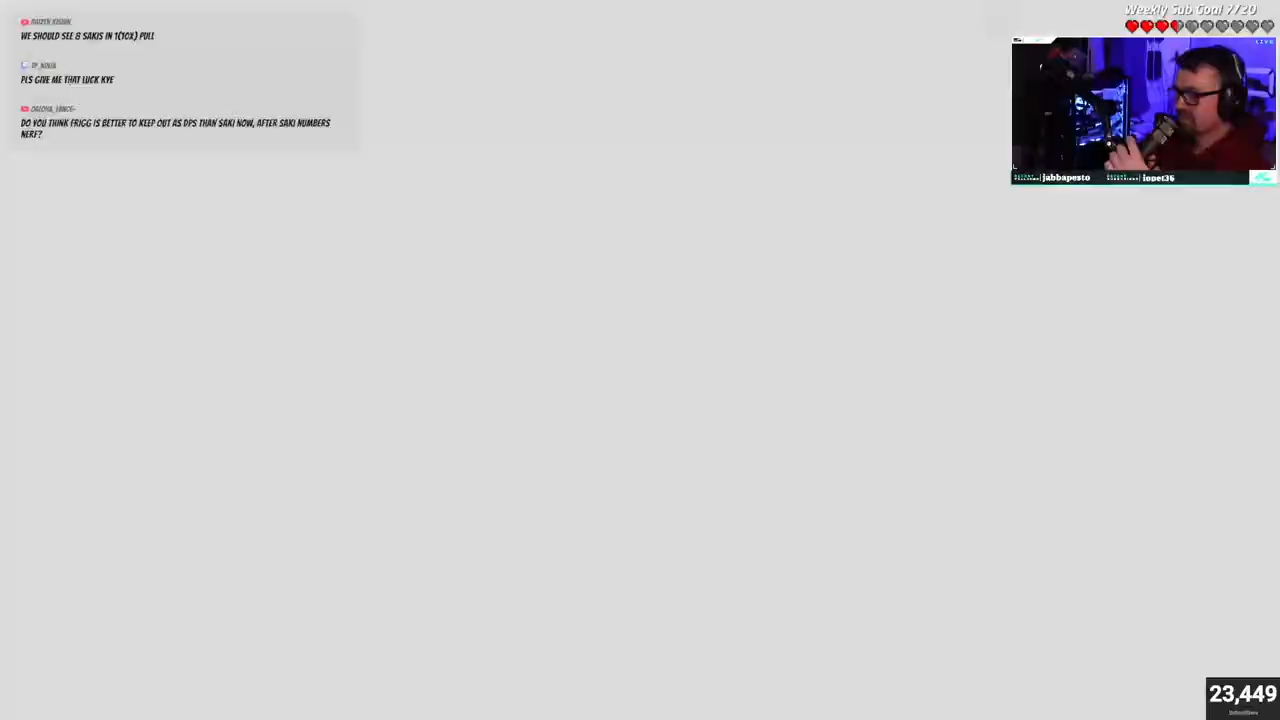 WE SHOULD SEE 8 SAKIS IN 1(10X) PULL
PLS GIVE ME THAT LUCK KYE
DO YOU THINK FRIGG IS BETTER TO KEEP OUT AS DPS THAN SAKI NOW, AFTER SAKI NUMBERS
NERF?
Weekly Sub Goal 7/20
LIVE
jabbapesto
23,449